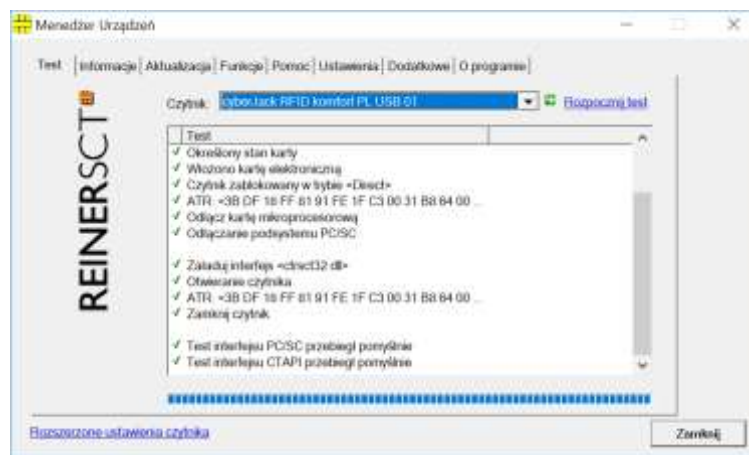 Menedżer Urządzeń
Test Informacje Aktualizacja Funkcje Pomoc Ustawienia Dodatkowe O programie
REINERSCT
Czytnik: cyberJack RFID komfort PL USB 01 Rozpocznij test
Test
Określony stan karty
Włożono kartę elektroniczną
Czytnik zablokowany w trybie <Direct>
ATR: <3B DF 18 FF 81 91 FE 1F C3 00 31 B8 64 00 ...
Odłącz kartę mikroprocesorową
Odłączanie podsystemu PC/SC
Załaduj interfejs <ctrsct32.dll>
Otwieranie czytnika
ATR: <3B DF 18 FF 81 91 FE 1F C3 00 31 B8 64 00 ...
Zamknij czytnik
Test interfejsu PC/SC przebiegł pomyślnie
Test interfejsu CTAPI przebiegł pomyślnie
Rozszerzone ustawienia czytnika
Zamknij